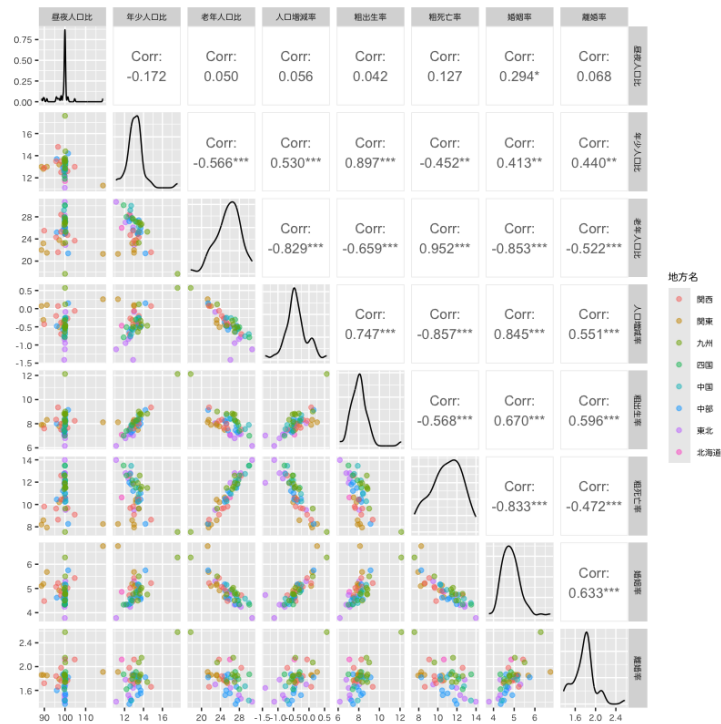 昼夜人口比 年少人口比 老年人口比 人口増減率 粗出生率 粗死亡率 婚姻率 離婚率
0.75
0.50
0.25
0.00
Corr: Corr: Corr: Corr: Corr: Corr: Corr:
-0.172 0.050 0.056 0.042 0.127 0.294* 0.068
昼夜人口比
16
14
12
Corr: Corr: Corr: Corr: Corr: Corr:
-0.566*** 0.530*** 0.897*** -0.452** 0.413** 0.440**
年少人口比
28
24
20
Corr: Corr: Corr: Corr: Corr:
-0.829*** -0.659*** 0.952*** -0.853*** -0.522***
老年人口比
0.5
0.0
-0.5
-1.0
-1.5
Corr: Corr: Corr: Corr:
0.747*** -0.857*** 0.845*** 0.551***
人口増減率
12
10
8
6
Corr: Corr: Corr:
-0.568*** 0.670*** 0.596***
粗出生率
14
12
10
8
Corr: Corr:
-0.833*** -0.472***
粗死亡率
6
5
4
Corr:
0.633***
婚姻率
2.4
2.0
1.6
離婚率
90 100 110 12 14 16 20 24 28 -1.5-1.0-0.50.0 0.5 6 8 10 12 8 10 12 14 4 5 6 1.6 2.0 2.4
地方名
関西
関東
九州
四国
中国
中部
東北
北海道